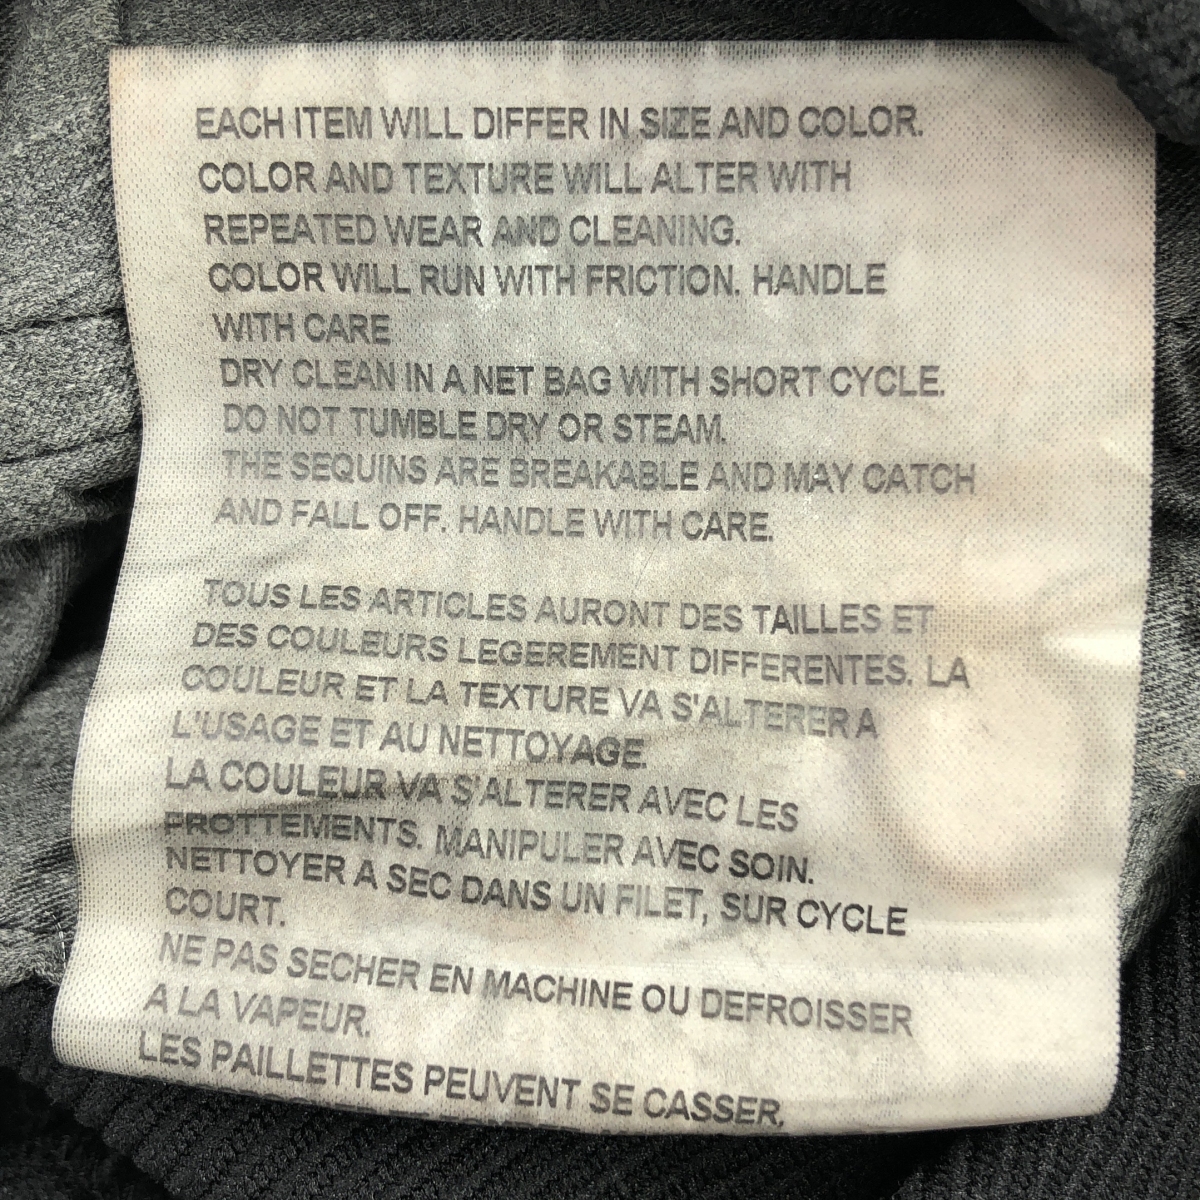 EACH ITEM WILL DIFFER IN SIZE AND COLOR.
COLOR AND TEXTURE WILL ALTER WITH
REPEATED WEAR AND CLEANING.
COLOR WILL RUN WITH FRICTION. HANDLE
WITH CARE
DRY CLEAN IN A NET BAG WITH SHORT CYCLE.
DO NOT TUMBLE DRY OR STEAM.
THE SEQUINS ARE BREAKABLE AND MAY CATCH
AND FALL OFF. HANDLE WITH CARE.
TOUS LES ARTICLES AURONT DES TAILLES ET
DES COULEURS LEGEREMENT DIFFERENTES. LA
COULEUR ET LA TEXTURE VA S'ALTERER A
L'USAGE ET AU NETTOYAGE.
LA COULEUR VA S'ALTERER AVEC LES
FROTTEMENTS. MANIPULER AVEC SOIN.
NETTOYER A SEC DANS UN FILET, SUR CYCLE
COURT.
NE PAS SECHER EN MACHINE OU DEFROISSER
A LA VAPEUR.
LES PAILLETTES PEUVENT SE CASSER,